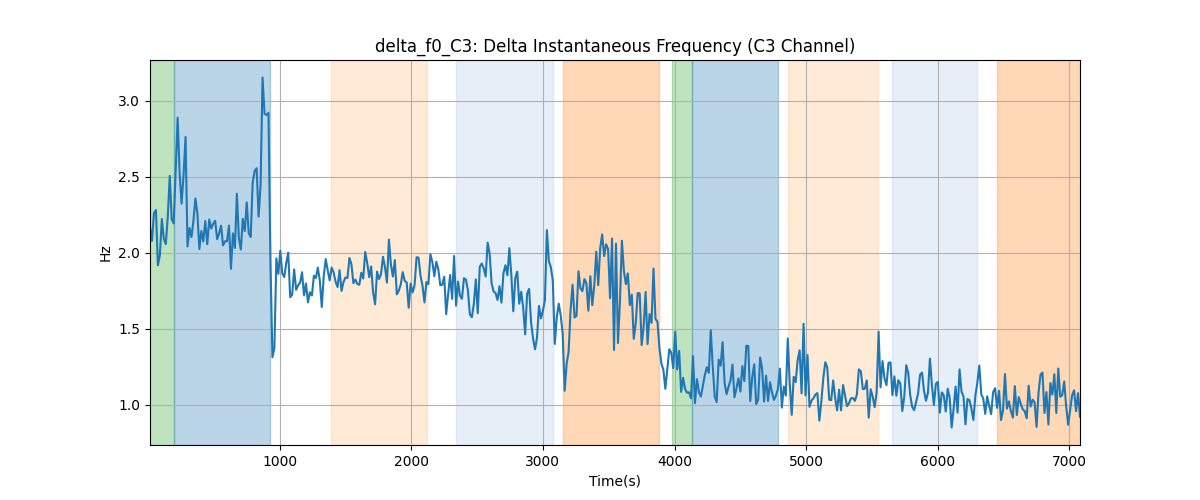 delta_f0_C3: Delta Instantaneous Frequency (C3 Channel)
3.0
2.5
2.0
1.5
1.0
Hz
1000 2000 3000 4000 5000 6000 7000
Time(s)